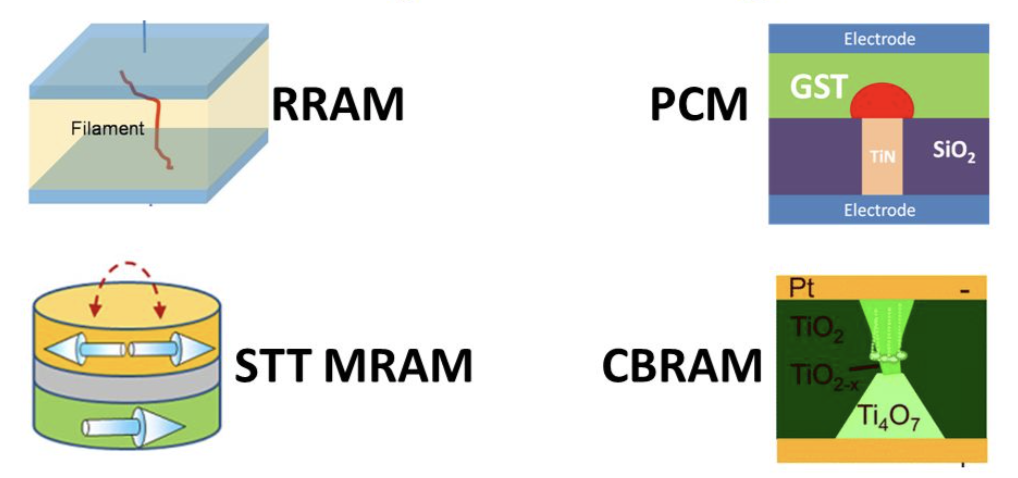 Filament
RRAM
PCM
Electrode
GST
TiN
SiO₂
Electrode
STT MRAM
CBRAM
Pt
-
TiO₂
TiO₂₋ₓ
Ti₄O₇